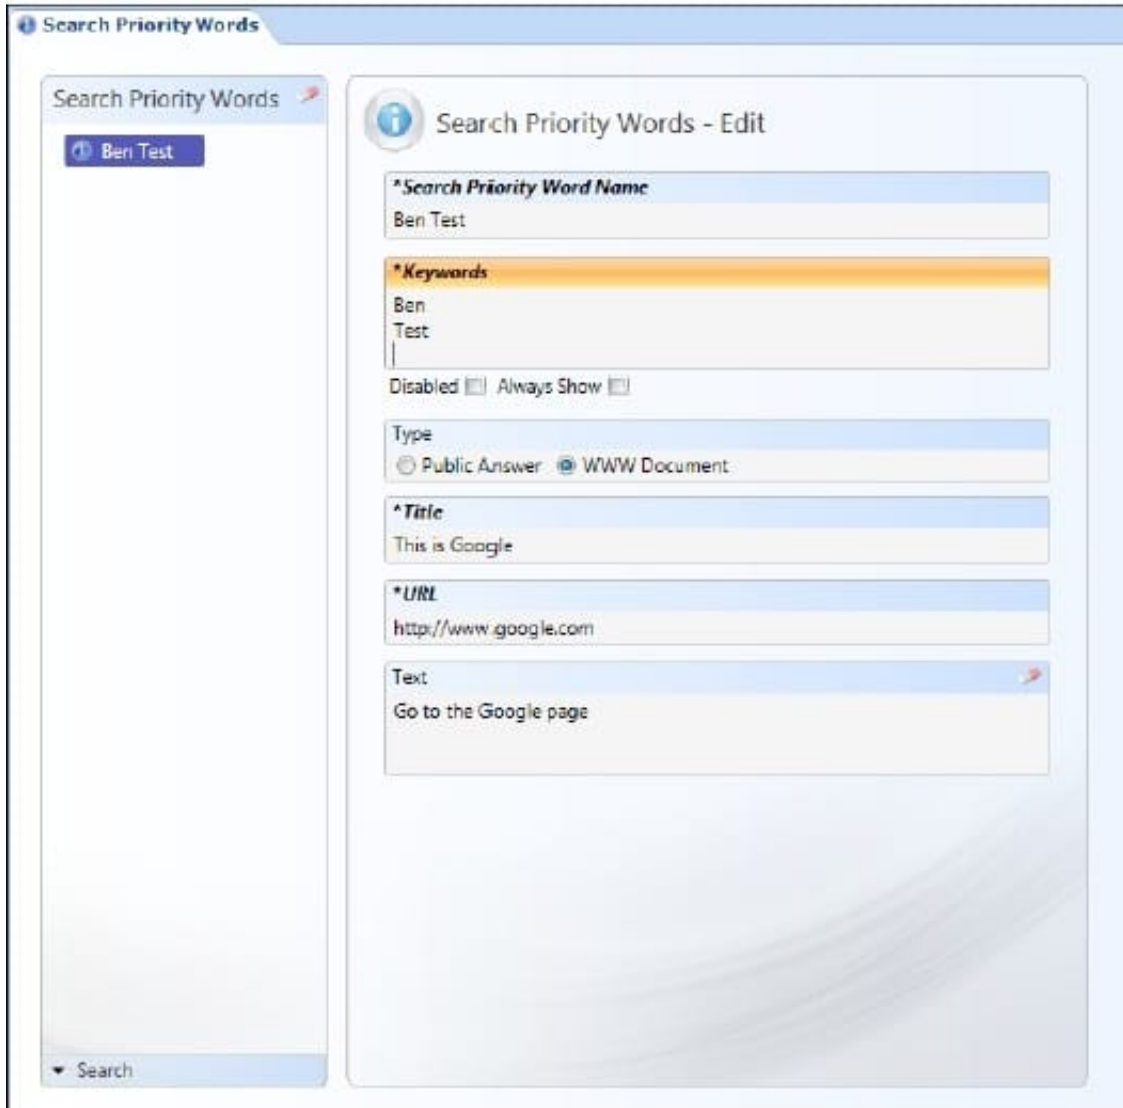 Search Priority Words
Search Priority Words
Ben Test
Search Priority Words - Edit
*Search Priority Word Name
Ben Test
*Keywords
Ben
Test
Disabled Always Show
Type
Public Answer WWW Document
*Title
This is Google
*URL
http://www.google.com
Text
Go to the Google page
Search